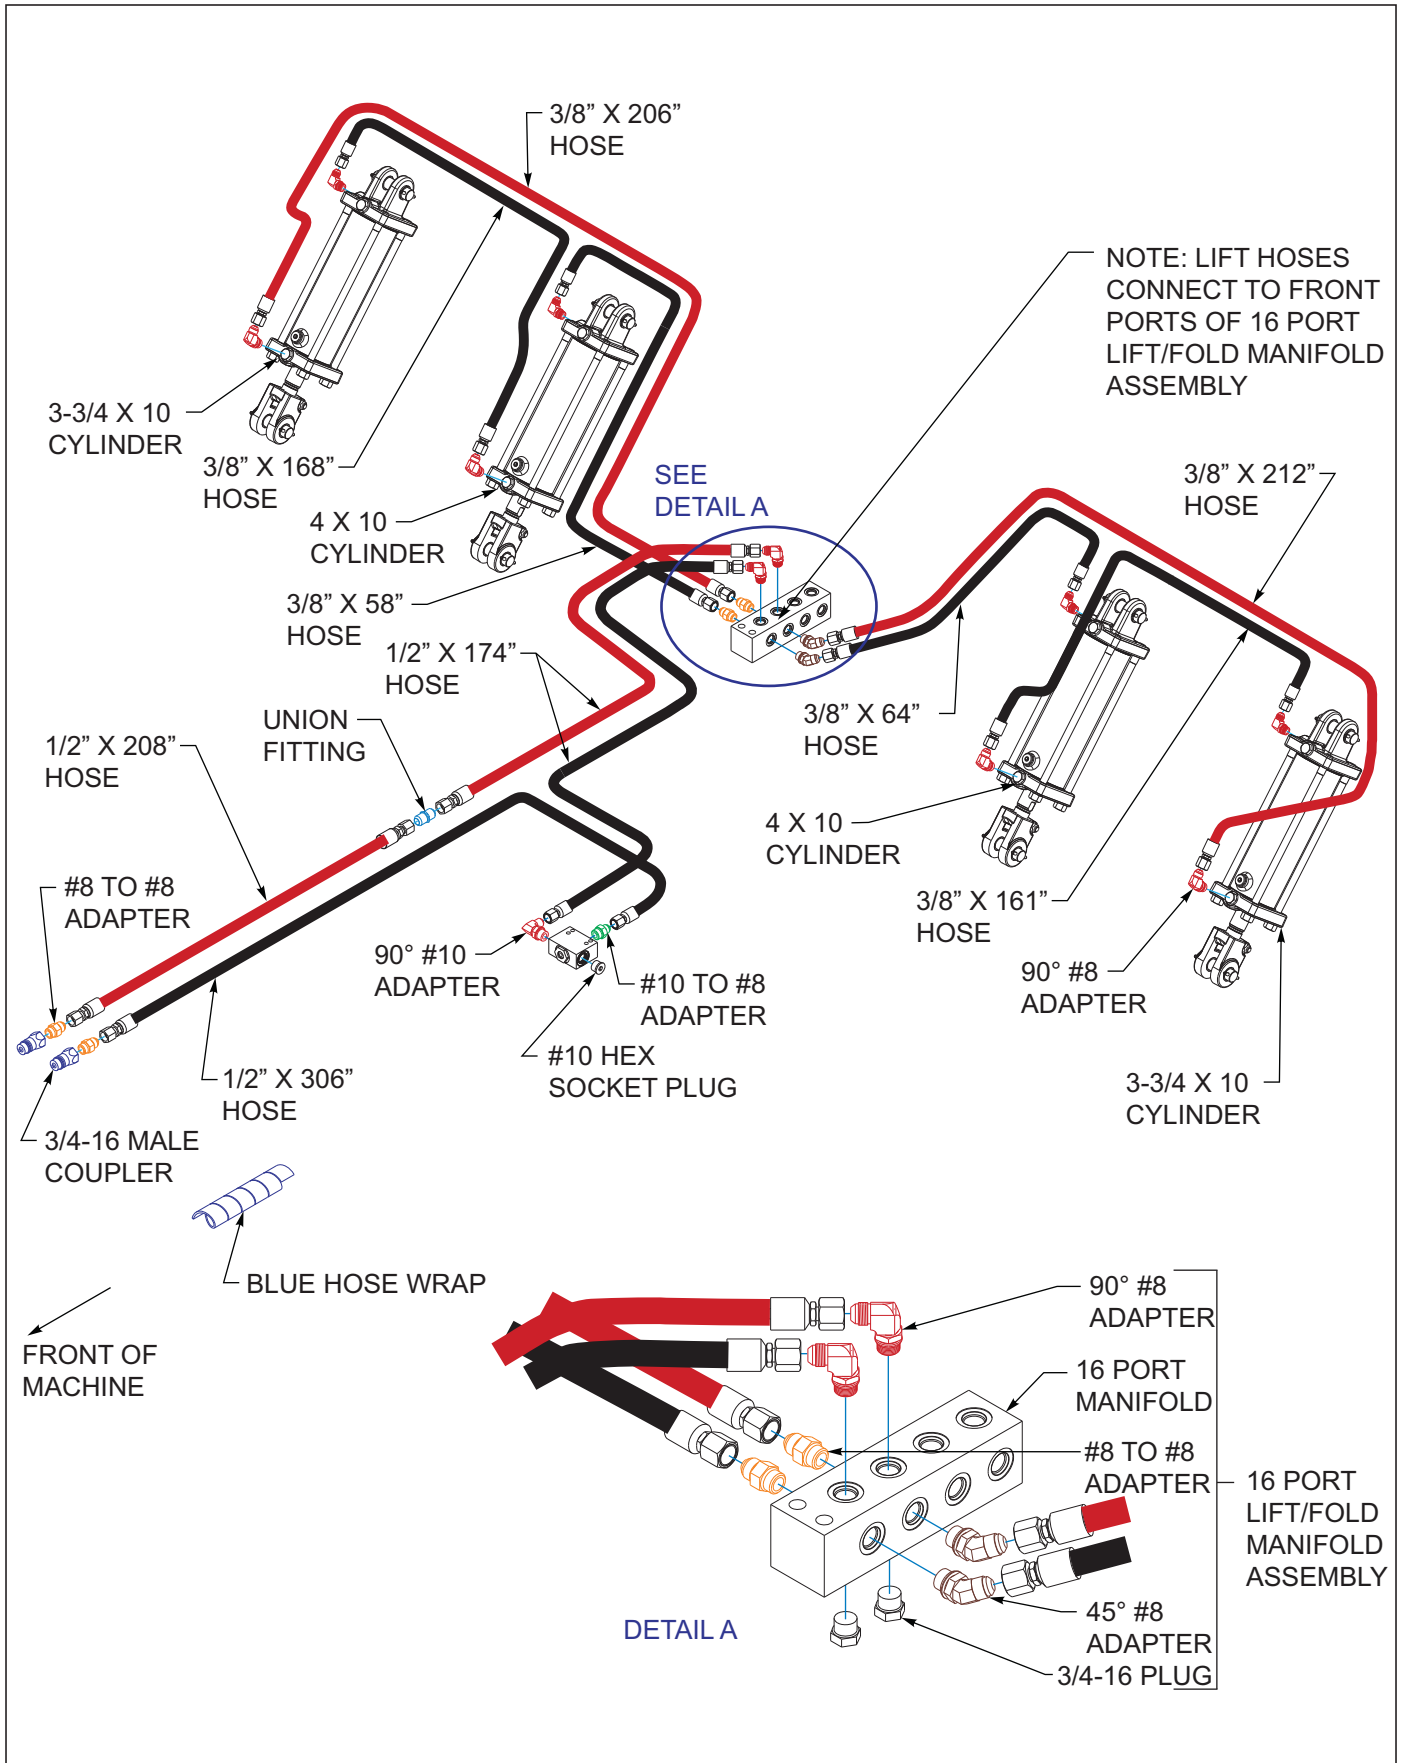 3/8” X 206”
HOSE
NOTE: LIFT HOSES
CONNECT TO FRONT
PORTS OF 16 PORT
LIFT/FOLD MANIFOLD
ASSEMBLY
3-3/4 X 10
CYLINDER
3/8” X 168”
HOSE
4 X 10
CYLINDER
SEE
DETAIL A
3/8” X 212”
HOSE
3/8” X 58”
HOSE
1/2” X 174”
HOSE
UNION
FITTING
1/2” X 208”
HOSE
3/8” X 64”
HOSE
4 X 10
CYLINDER
#8 TO #8
ADAPTER
3/8” X 161”
HOSE
90° #10
ADAPTER
#10 TO #8
ADAPTER
90° #8
ADAPTER
#10 HEX
SOCKET PLUG
1/2” X 306”
HOSE
3-3/4 X 10
CYLINDER
3/4-16 MALE
COUPLER
BLUE HOSE WRAP
FRONT OF
MACHINE
90° #8
ADAPTER
16 PORT
MANIFOLD
#8 TO #8
ADAPTER
16 PORT
LIFT/FOLD
MANIFOLD
ASSEMBLY
45° #8
ADAPTER
3/4-16 PLUG
DETAIL A